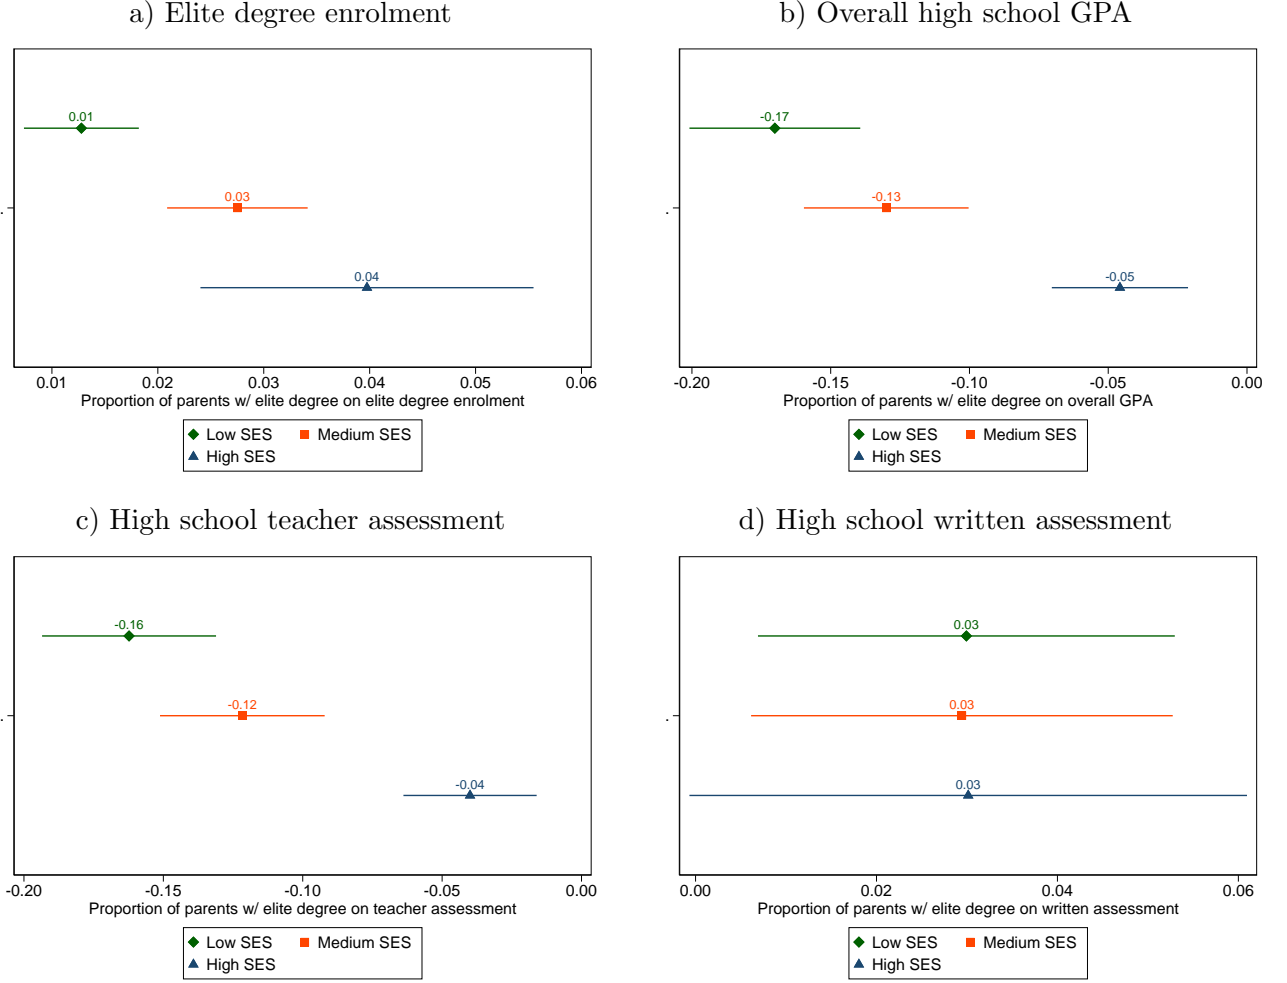 a) Elite degree enrolment
0.01
0.03
0.04
.
0.01 0.02 0.03 0.04 0.05 0.06
Proportion of parents w/ elite degree on elite degree enrolment
Low SES Medium SES
High SES
b) Overall high school GPA
-0.17
-0.13
-0.05
.
-0.20 -0.15 -0.10 -0.05 0.00
Proportion of parents w/ elite degree on overall GPA
Low SES Medium SES
High SES
c) High school teacher assessment
-0.16
-0.12
-0.04
.
-0.20 -0.15 -0.10 -0.05 0.00
Proportion of parents w/ elite degree on teacher assessment
Low SES Medium SES
High SES
d) High school written assessment
0.03
0.03
0.03
.
0.00 0.02 0.04 0.06
Proportion of parents w/ elite degree on written assessment
Low SES Medium SES
High SES